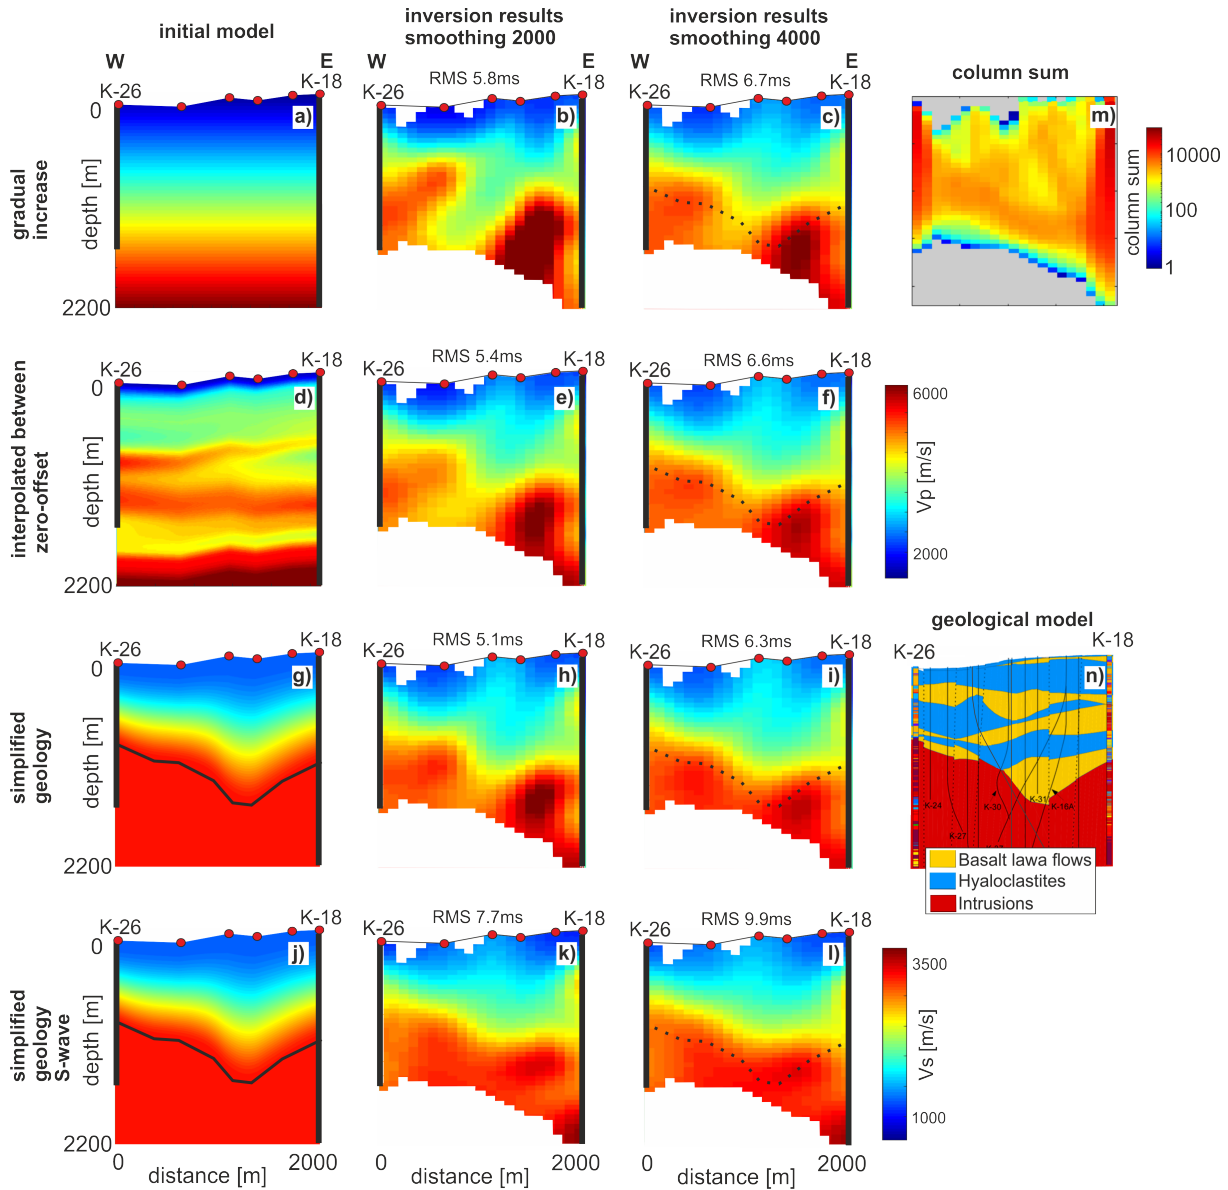 initial model
inversion results
smoothing 2000
inversion results
smoothing 4000
W
E
W
E
W
E
K-26
K-18
K-26
RMS 5.8ms
K-18
K-26
RMS 6.7ms
K-18
column sum
gradual
increase
depth [m]
0
2200
a)
b)
c)
m)
column sum
10000
100
1
K-26
K-18
K-26
RMS 5.4ms
K-18
K-26
RMS 6.6ms
K-18
interpolated between
zero-offset
depth [m]
0
2200
d)
e)
f)
6000
Vp [m/s]
2000
K-26
K-18
K-26
RMS 5.1ms
K-18
K-26
RMS 6.3ms
K-18
geological model
K-26
K-18
simplified
geology
depth [m]
0
2200
g)
h)
i)
n)
K-24
K-30
K-31
K-16A
K-27
Basalt lawa flows
Hyaloclastites
Intrusions
K-26
K-18
K-26
RMS 7.7ms
K-18
K-26
RMS 9.9ms
K-18
simplified
geology
S-wave
depth [m]
0
2200
j)
k)
l)
3500
Vs [m/s]
1000
0
2000
distance [m]
0
2000
distance [m]
0
2000
distance [m]